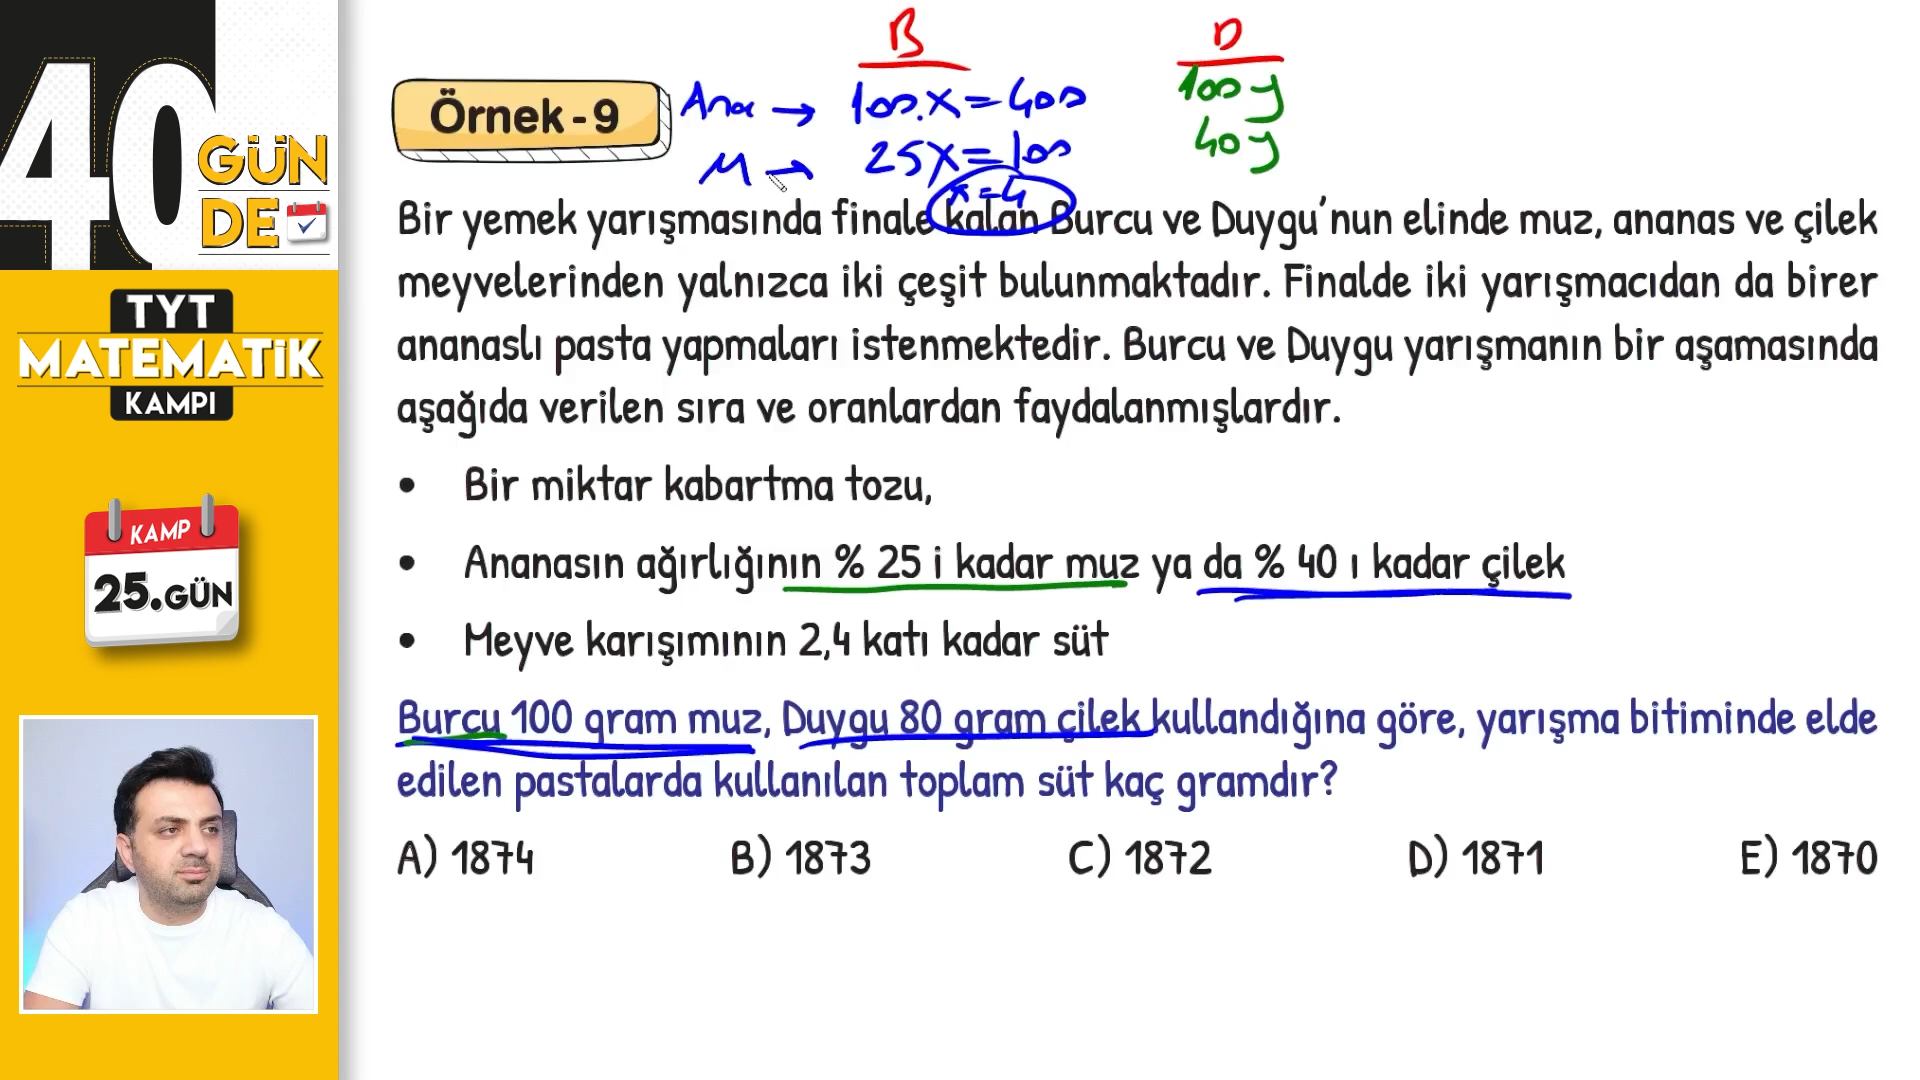 40
GÜN
DE
TYT
MATEMATİK
KAMPI
KAMP
25.GÜN
B
D
Örnek - 9
Ana → 100.x = 400
100y
M → 25x = 100
40y
x = 4
Bir yemek yarışmasında finale kalan Burcu ve Duygu'nun elinde muz, ananas ve çilek
meyvelerinden yalnızca iki çeşit bulunmaktadır. Finalde iki yarışmacıdan da birer
ananaslı pasta yapmaları istenmektedir. Burcu ve Duygu yarışmanın bir aşamasında
aşağıda verilen sıra ve oranlardan faydalanmışlardır.
• Bir miktar kabartma tozu,
• Ananasın ağırlığının % 25 i kadar muz ya da % 40 ı kadar çilek
• Meyve karışımının 2,4 katı kadar süt
Burcu 100 gram muz, Duygu 80 gram çilek kullandığına göre, yarışma bitiminde elde
edilen pastalarda kullanılan toplam süt kaç gramdır?
A) 1874 B) 1873 C) 1872 D) 1871 E) 1870